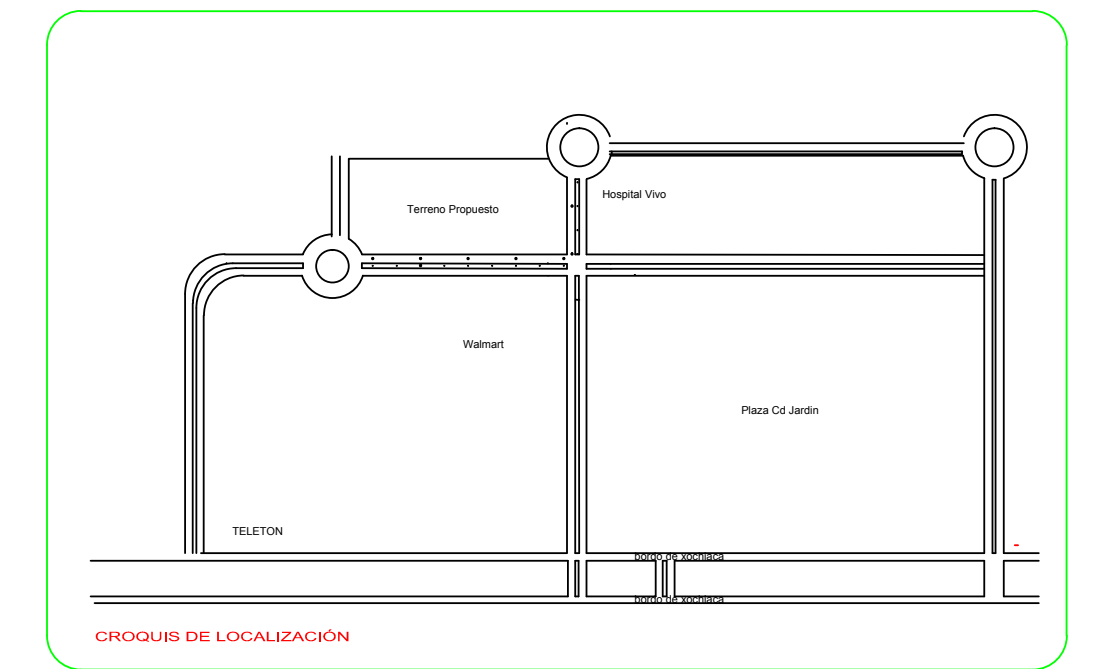 Hospital Vivo
Terreno Propuesto
Walmart
Plaza Cd Jardin
TELETON
bordo de xochiaca
bordo de xochiaca
CROQUIS DE LOCALIZACIÓN